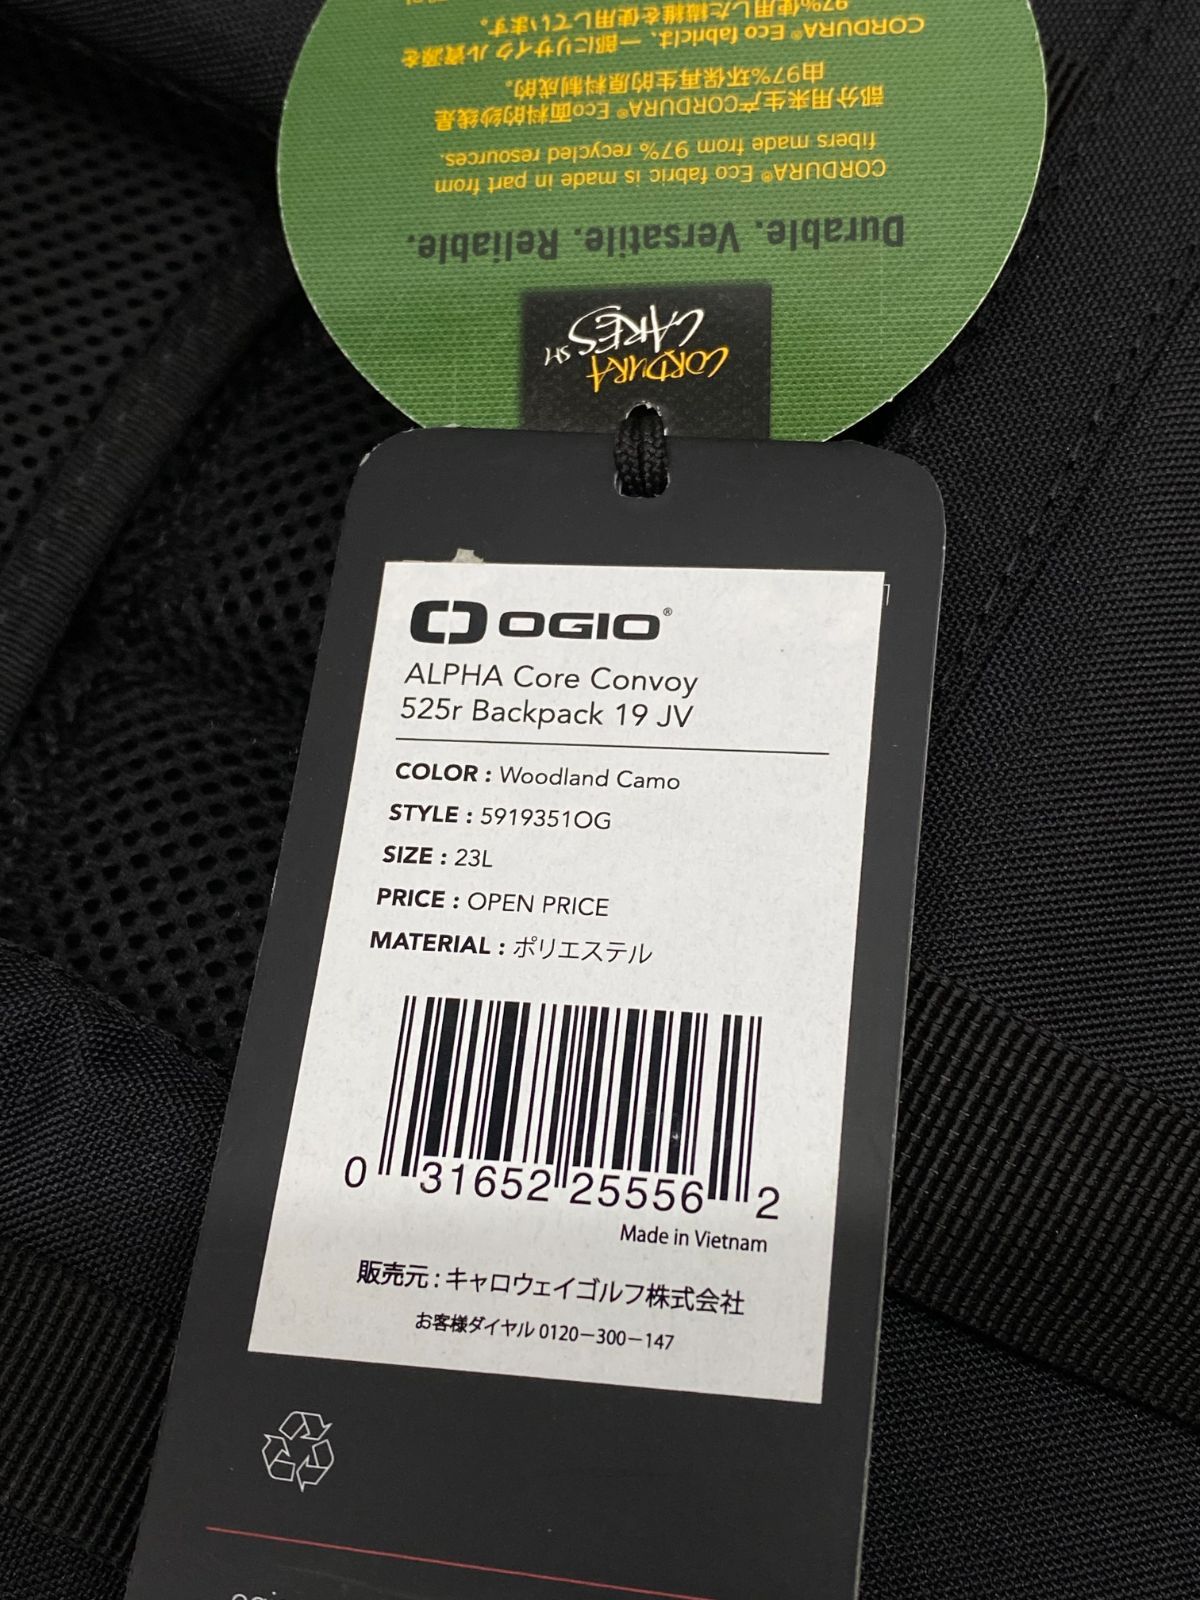 CORDURA
CARES SM
Durable. Versatile. Reliable.
CORDURA® Eco fabric is made in part from
fibers made from 97% recycled resources.
部分用来生产CORDURA® Eco面料的纱线是
由97%环保再生的原料制成的。
CORDURA® Eco fabricは、一部にリサイクル資源を
97%使用した繊維を使用しています。
OGIO®
ALPHA Core Convoy
525r Backpack 19 JV
COLOR : Woodland Camo
STYLE : 5919351OG
SIZE : 23L
PRICE : OPEN PRICE
MATERIAL : ポリエステル
0 31652 25556 2
Made in Vietnam
販売元 : キャロウェイゴルフ株式会社
お客様ダイヤル 0120-300-147